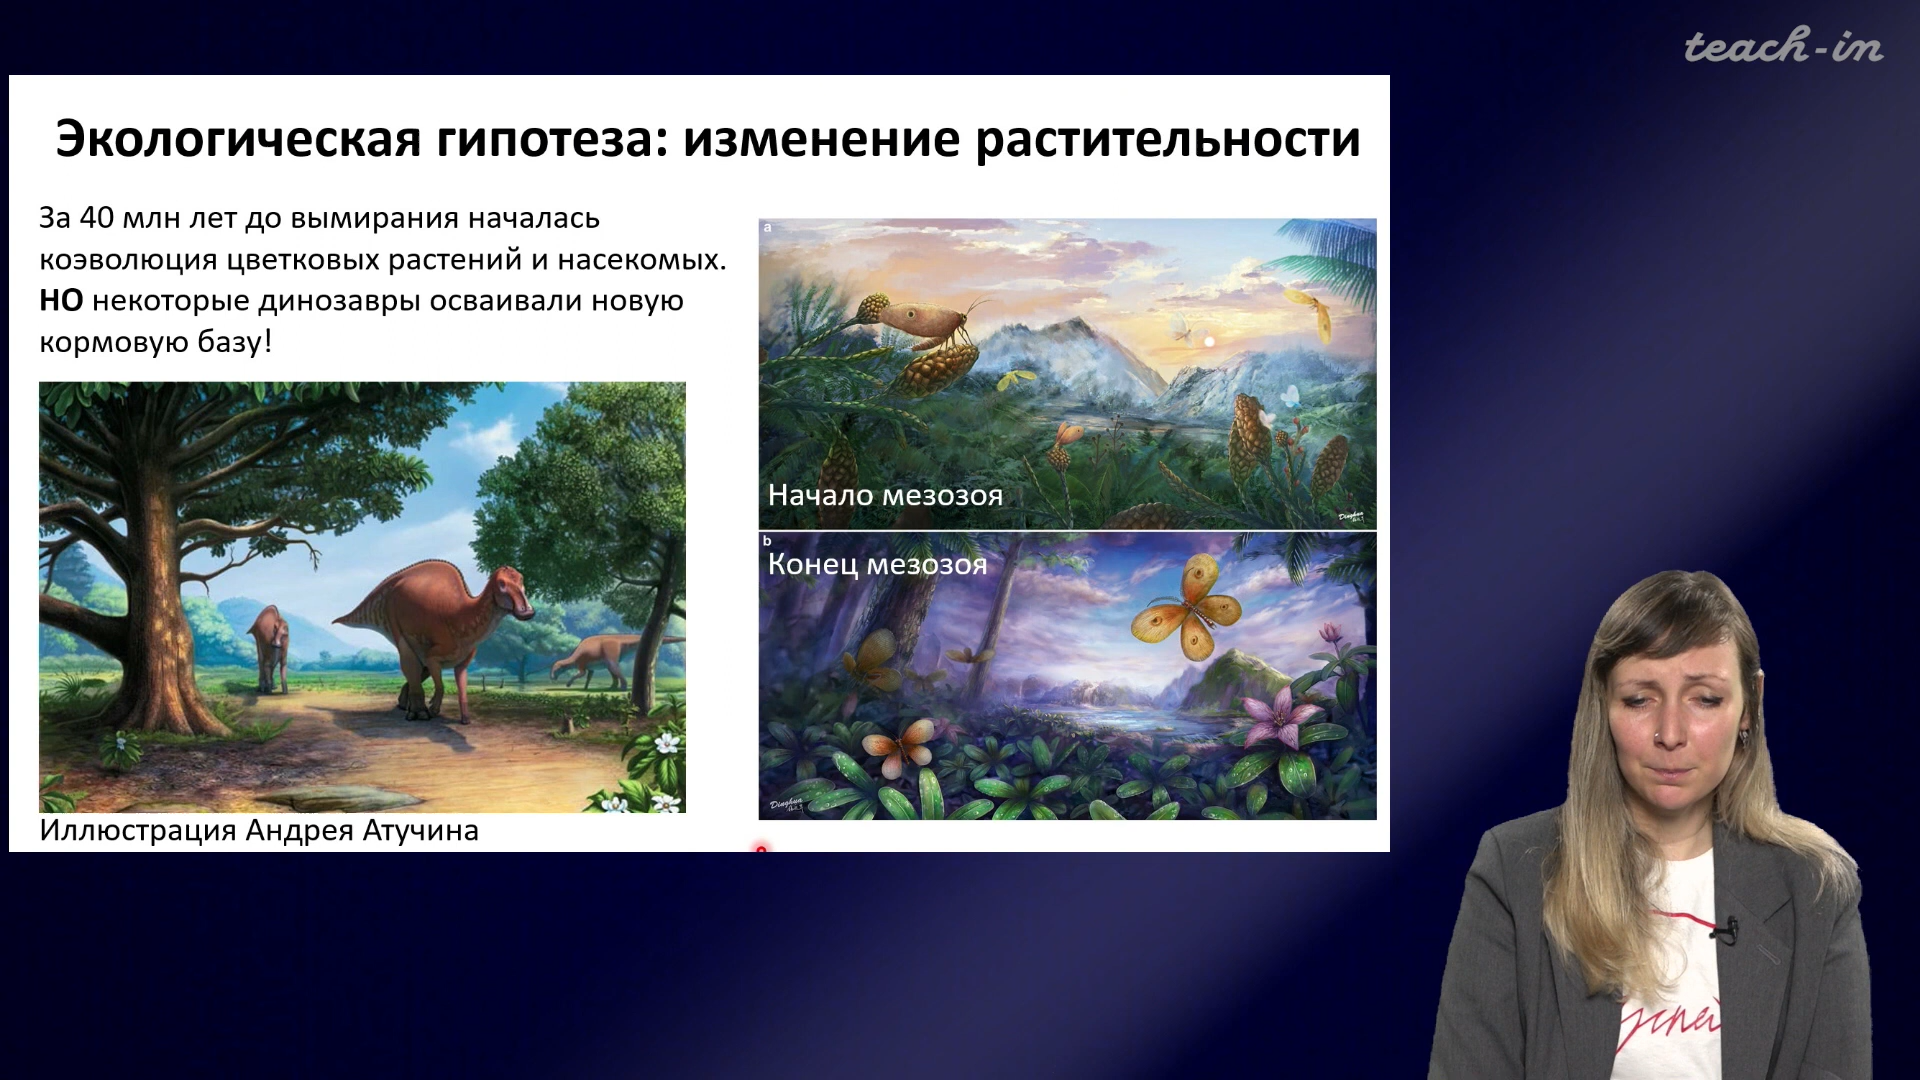 teach-in
Экологическая гипотеза: изменение растительности
За 40 млн лет до вымирания началась
коэволюция цветковых растений и насекомых.
НО некоторые динозавры осваивали новую
кормовую базу!
a
Начало мезозоя
b
Конец мезозоя
Dinghua
Иллюстрация Андрея Атучина